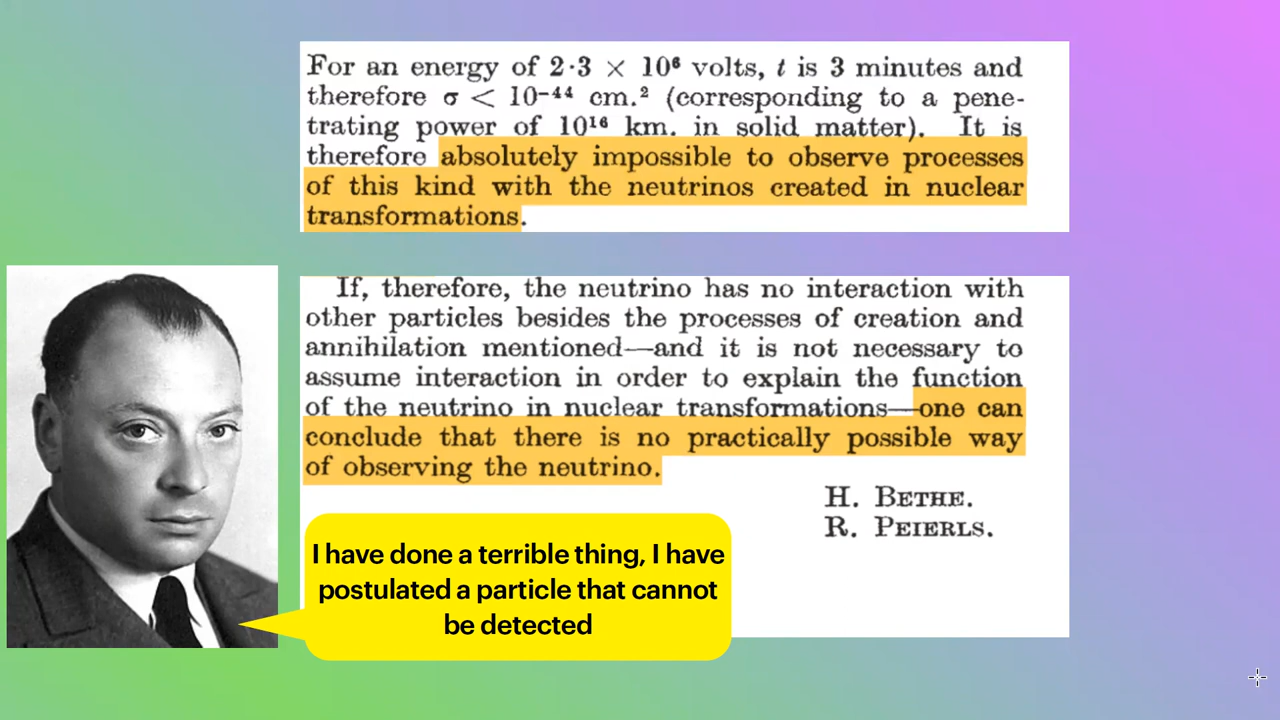 For an energy of 2·3 × 10⁶ volts, t is 3 minutes and
therefore σ < 10⁻⁴⁴ cm.² (corresponding to a pene-
trating power of 10¹⁶ km. in solid matter). It is
therefore absolutely impossible to observe processes
of this kind with the neutrinos created in nuclear
transformations.
If, therefore, the neutrino has no interaction with
other particles besides the processes of creation and
annihilation mentioned—and it is not necessary to
assume interaction in order to explain the function
of the neutrino in nuclear transformations—one can
conclude that there is no practically possible way
of observing the neutrino.
H. BETHE.
R. PEIERLS.
I have done a terrible thing, I have
postulated a particle that cannot
be detected